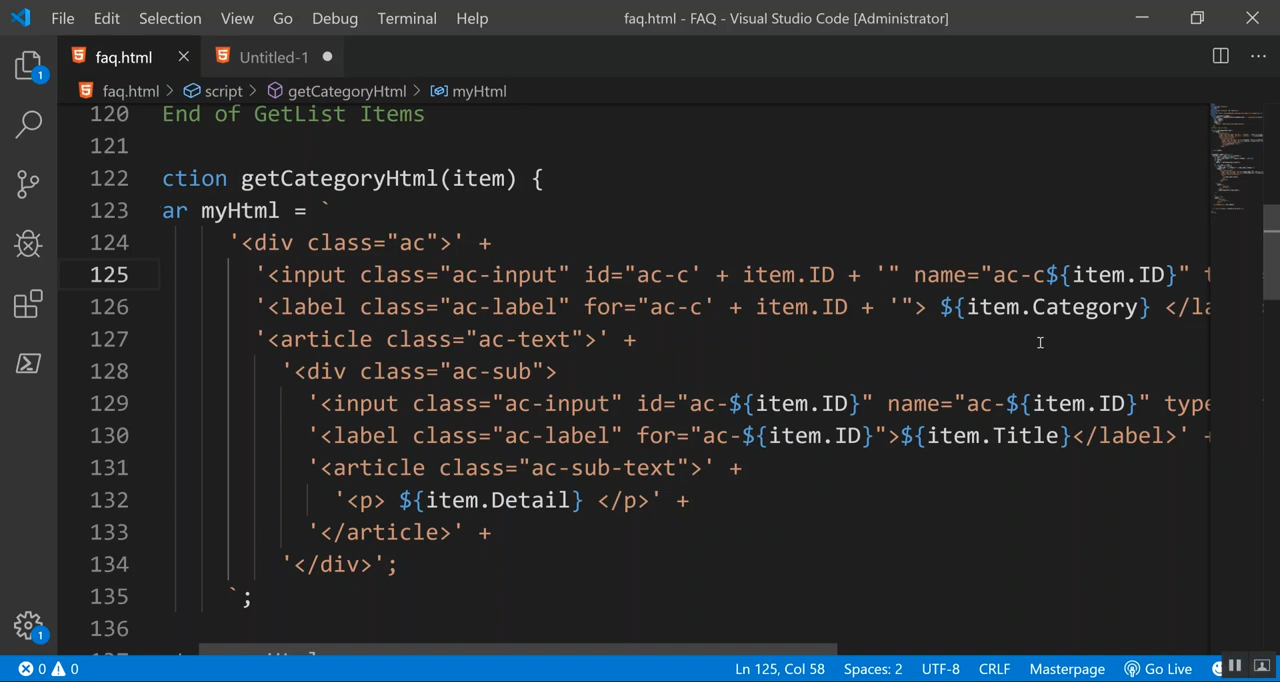 File Edit Selection View Go Debug Terminal Help faq.html - FAQ - Visual Studio Code [Administrator]
faq.html Untitled-1
faq.html > script > getCategoryHtml > myHtml
120 End of GetList Items
121
122 ction getCategoryHtml(item) {
123 ar myHtml = `
124 '<div class="ac">' +
125 '<input class="ac-input" id="ac-c' + item.ID + '" name="ac-c${item.ID}" t
126 '<label class="ac-label" for="ac-c' + item.ID + '"> ${item.Category} </la
127 '<article class="ac-text">' +
128 '<div class="ac-sub">
129 '<input class="ac-input" id="ac-${item.ID}" name="ac-${item.ID}" type
130 '<label class="ac-label" for="ac-${item.ID}">${item.Title}</label>' +
131 '<article class="ac-sub-text">' +
132 '<p> ${item.Detail} </p>' +
133 '</article>' +
134 '</div>';
135 `;
136
1
1
0 0 Ln 125, Col 58 Spaces: 2 UTF-8 CRLF Masterpage Go Live